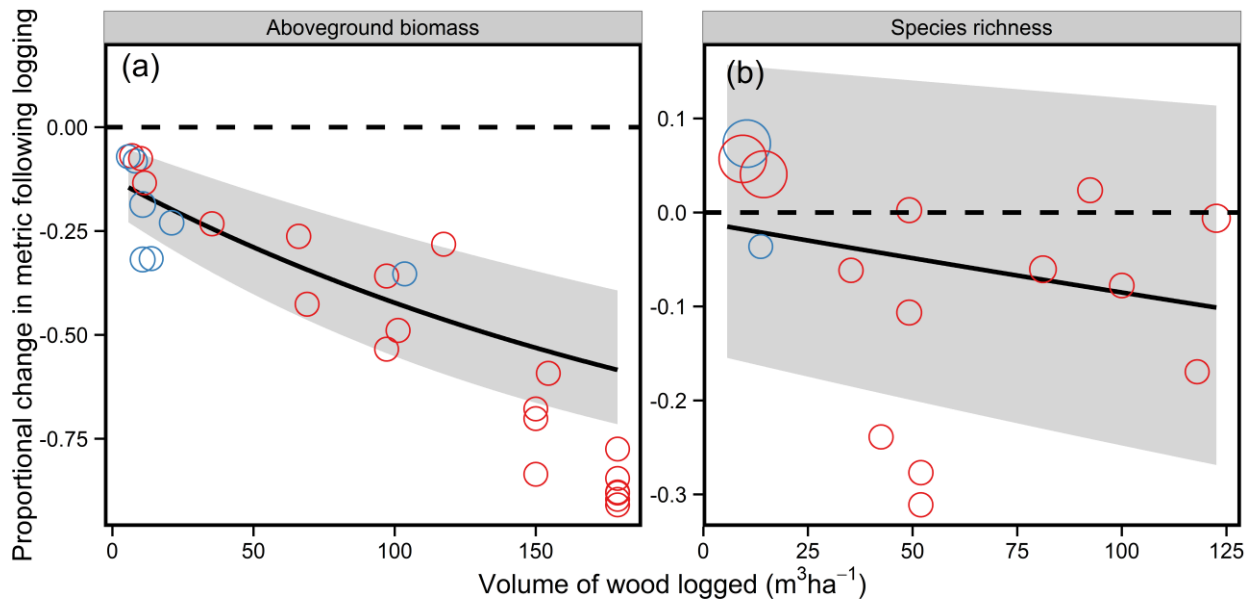 Aboveground biomass
Species richness
Proportional change in metric following logging
(a)
(b)
0.00
-0.25
-0.50
-0.75
0.1
0.0
-0.1
-0.2
-0.3
0 50 100 150
0 25 50 75 100 125
Volume of wood logged (m³ha⁻¹)